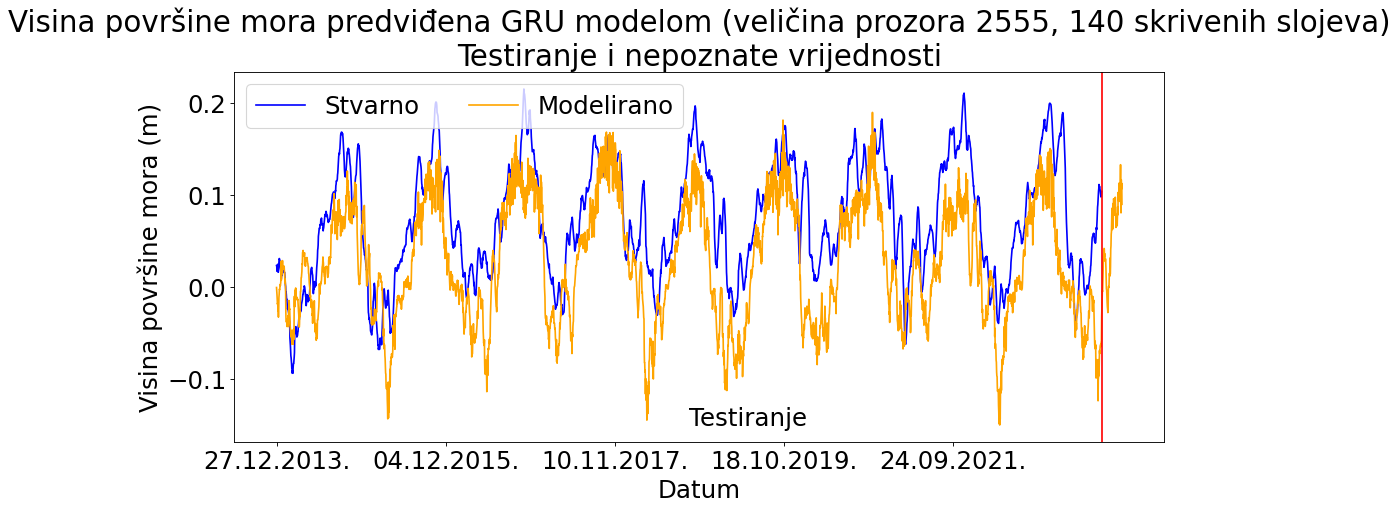 Visina površine mora predviđena GRU modelom (veličina prozora 2555, 140 skrivenih slojeva)
Testiranje i nepoznate vrijednosti
Stvarno Modelirano
Visina površine mora (m)
0.2
0.1
0.0
−0.1
Testiranje
27.12.2013. 04.12.2015. 10.11.2017. 18.10.2019. 24.09.2021.
Datum